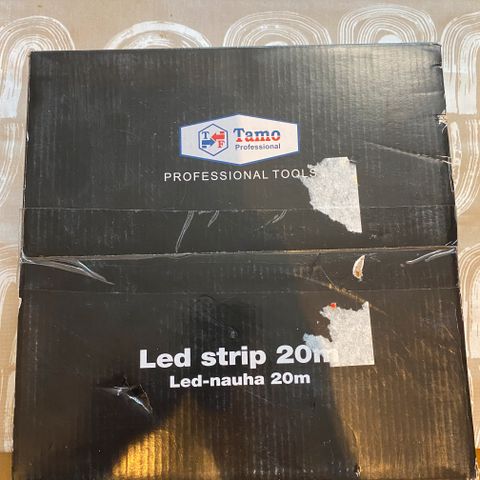 T F
Tamo
Professional
PROFESSIONAL TOOLS
Led strip 20m
Led-nauha 20m